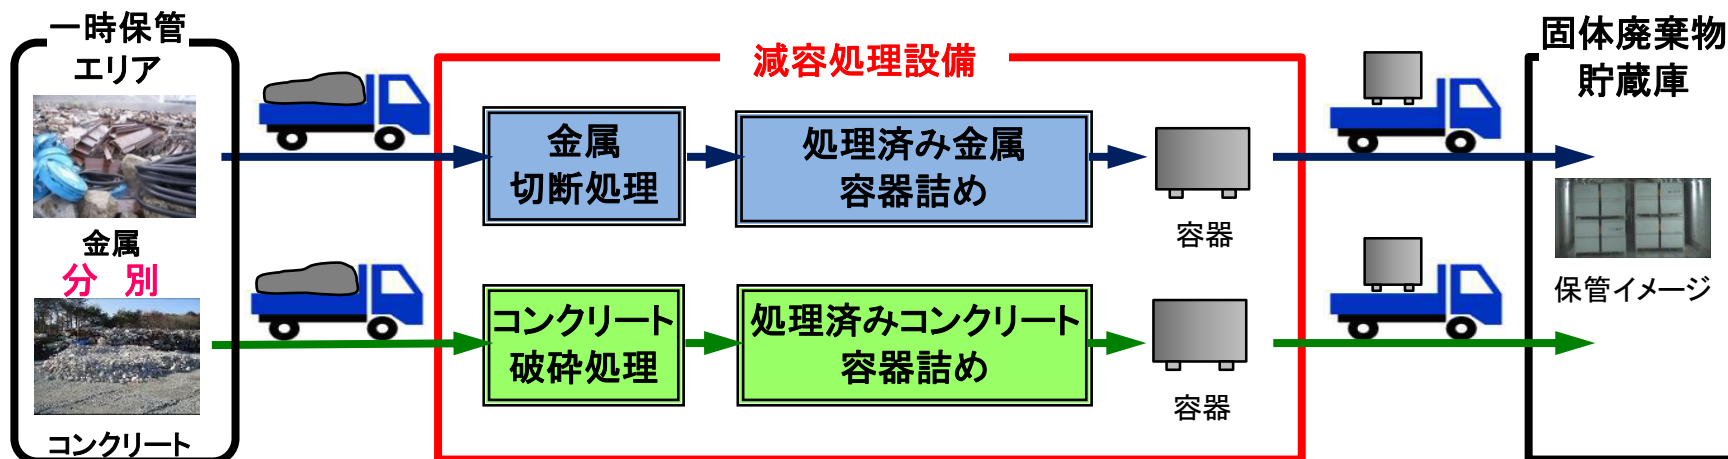 一時保管
エリア
金属
分 別
コンクリート
減容処理設備
金属
切断処理
処理済み金属
容器詰め
容器
コンクリート
破砕処理
処理済みコンクリート
容器詰め
容器
固体廃棄物
貯蔵庫
保管イメージ